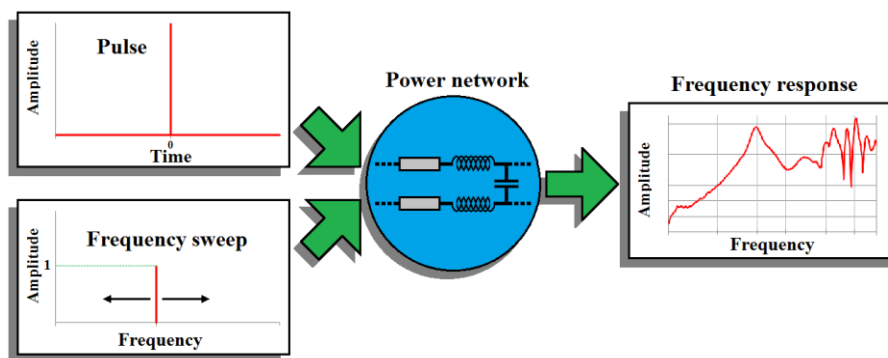 Pulse
Amplitude
0
Time
Frequency sweep
Amplitude
1
Frequency
Power network
Frequency response
Amplitude
Frequency